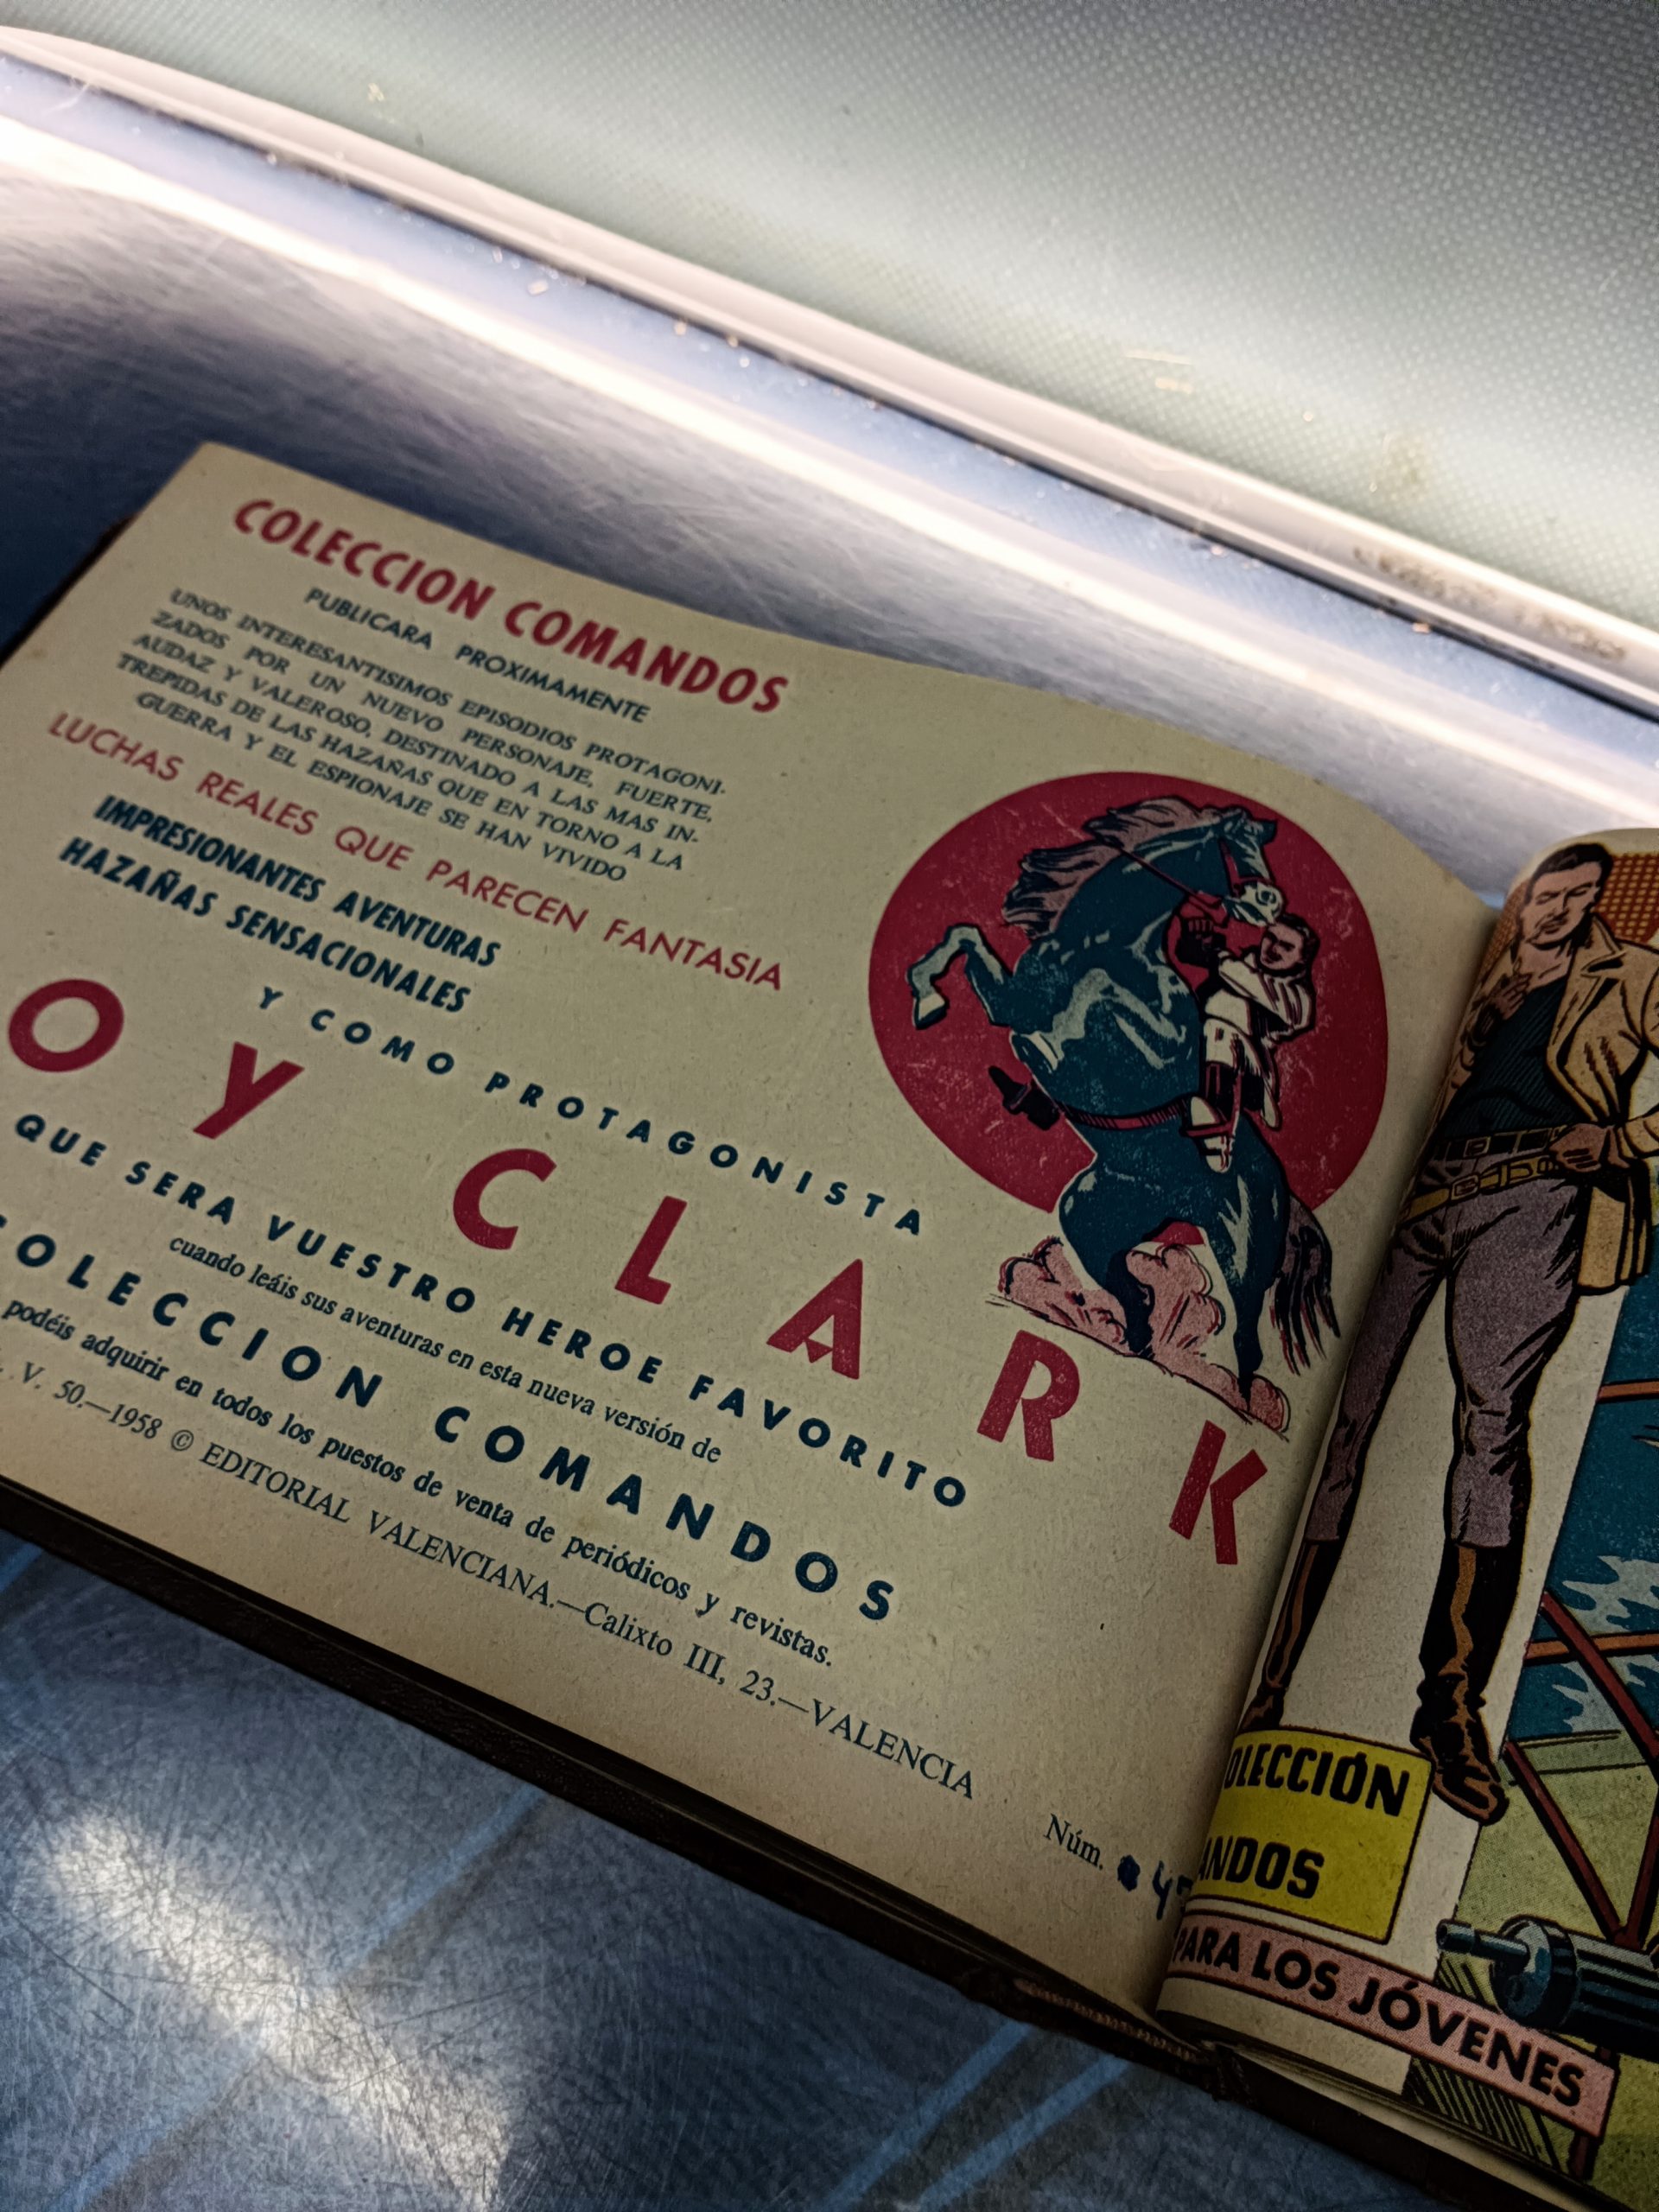 COLECCION COMANDOS
PUBLICARA PROXIMAMENTE
UNOS INTERESANTISIMOS EPISODIOS PROTAGONI-
ZADOS POR UN NUEVO PERSONAJE, FUERTE,
AUDAZ Y VALEROSO, DESTINADO A LAS MAS IN-
TREPIDAS DE LAS HAZAÑAS QUE EN TORNO A LA
GUERRA Y EL ESPIONAJE SE HAN VIVIDO
LUCHAS REALES QUE PARECEN FANTASIA
IMPRESIONANTES AVENTURAS
HAZAÑAS SENSACIONALES
Y COMO PROTAGONISTA
OY CLARK
QUE SERA VUESTRO HEROE FAVORITO
cuando leáis sus aventuras en esta nueva versión de
COLECCION COMANDOS
podéis adquirir en todos los puestos de venta de periódicos y revistas.
V. 50.—1958 © EDITORIAL VALENCIANA.—Calixto III, 23.—VALENCIA
Núm.
OLECCIÓN
ANDOS
PARA LOS JÓVENES